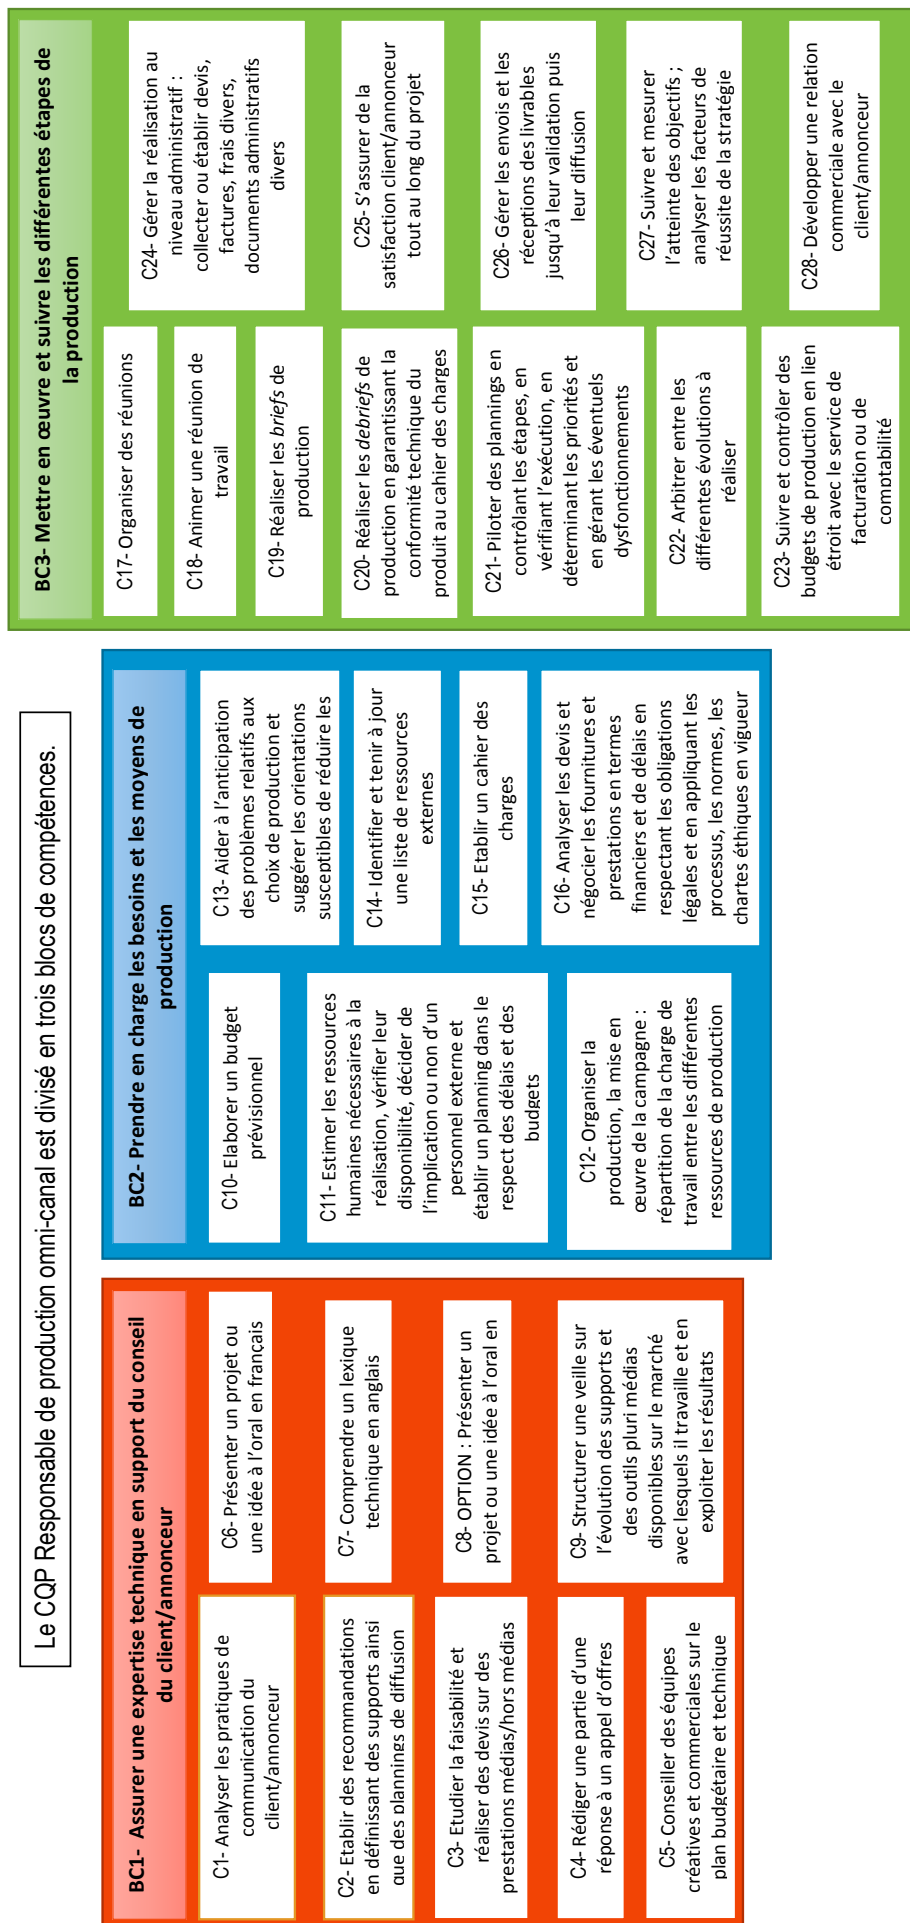 Le CQP Responsable de production omni-canal est divisé en trois blocs de compétences.
BC1- Assurer une expertise technique en support du conseil
du client/annonceur
C1- Analyser les pratiques de
communication du
client/annonceur
C2- Etablir des recommandations
en définissant des supports ainsi
que des plannings de diffusion
C3- Etudier la faisabilité et
réaliser des devis sur des
prestations médias/hors médias
C4- Rédiger une partie d'une
réponse à un appel d'offres
C5- Conseiller des équipes
créatives et commerciales sur le
plan budgétaire et technique
C6- Présenter un projet ou
une idée à l'oral en français
C7- Comprendre un lexique
technique en anglais
C8- OPTION : Présenter un
projet ou une idée à l'oral en
C9- Structurer une veille sur
l'évolution des supports et
des outils pluri médias
disponibles sur le marché
avec lesquels il travaille et en
exploiter les résultats
BC2- Prendre en charge les besoins et les moyens de
production
C10- Elaborer un budget
prévisionnel
C11- Estimer les ressources
humaines nécessaires à la
réalisation, vérifier leur
disponibilité, décider de
l'implication ou non d'un
personnel externe et
établir un planning dans le
respect des délais et des
budgets
C12- Organiser la
production, la mise en
œuvre de la campagne :
répartition de la charge de
travail entre les différentes
ressources de production
C13- Aider à l'anticipation
des problèmes relatifs aux
choix de production et
suggérer les orientations
susceptibles de réduire les
C14- Identifier et tenir à jour
une liste de ressources
externes
C15- Etablir un cahier des
charges
C16- Analyser les devis et
négocier les fournitures et
prestations en termes
financiers et de délais en
respectant les obligations
légales et en appliquant les
processus, les normes, les
chartes éthiques en vigueur
BC3- Mettre en œuvre et suivre les différentes étapes de
la production
C17- Organiser des réunions
C18- Animer une réunion de
travail
C19- Réaliser les briefs de
production
C20- Réaliser les debriefs de
production en garantissant la
conformité technique du
produit au cahier des charges
C21- Piloter des plannings en
contrôlant les étapes, en
vérifiant l'exécution, en
déterminant les priorités et
en gérant les éventuels
dysfonctionnements
C22- Arbitrer entre les
différentes évolutions à
réaliser
C23- Suivre et contrôler des
budgets de production en lien
étroit avec le service de
facturation ou de
comptabilité
C24- Gérer la réalisation au
niveau administratif :
collecter ou établir devis,
factures, frais divers,
documents administratifs
divers
C25- S'assurer de la
satisfaction client/annonceur
tout au long du projet
C26- Gérer les envois et les
réceptions des livrables
jusqu'à leur validation puis
leur diffusion
C27- Suivre et mesurer
l'atteinte des objectifs ;
analyser les facteurs de
réussite de la stratégie
C28- Développer une relation
commerciale avec le
client/annonceur